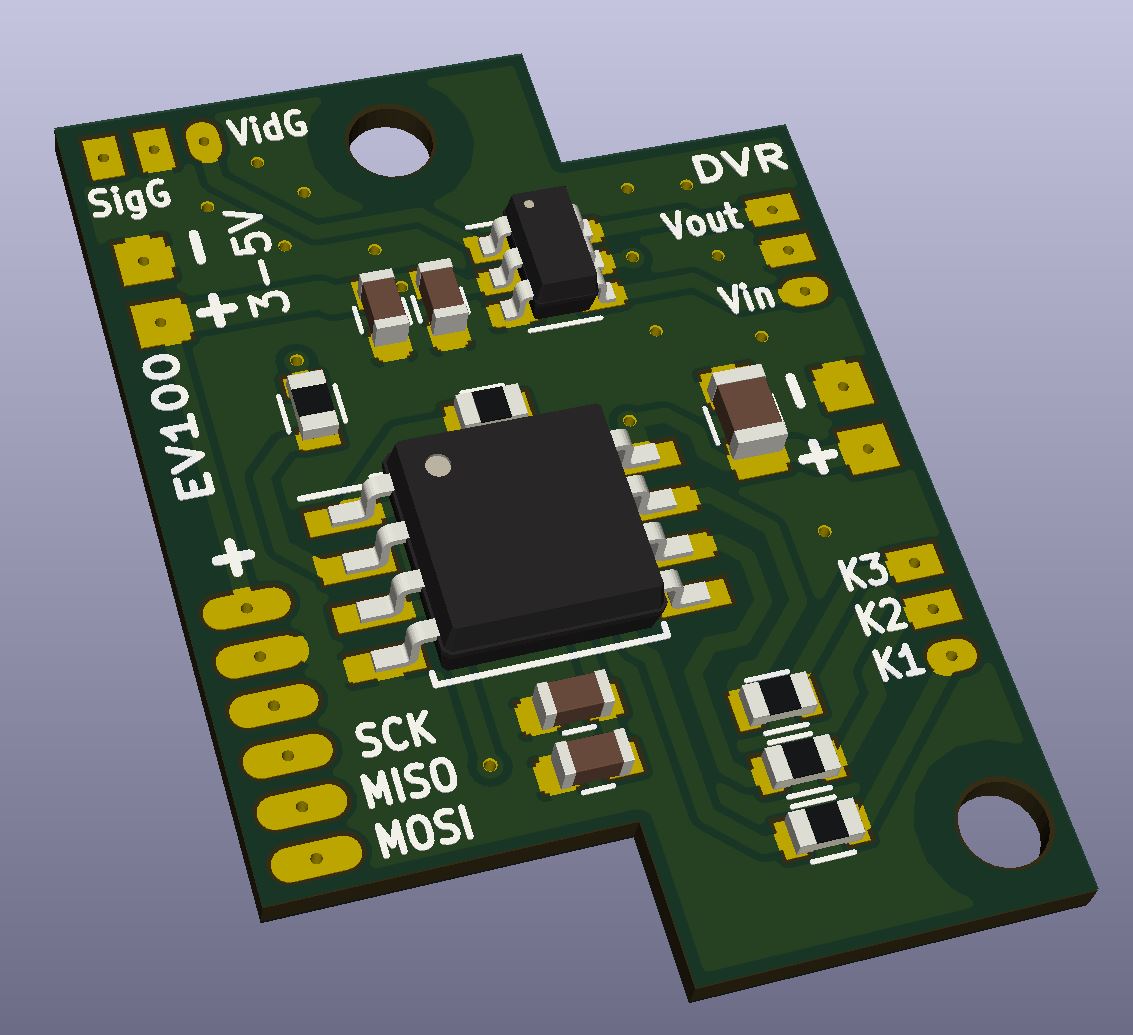 VidG
SigG
−
3-5V
+
EV100
+
SCK
MISO
MOSI
DVR
Vout
Vin
−
+
K3
K2
K1